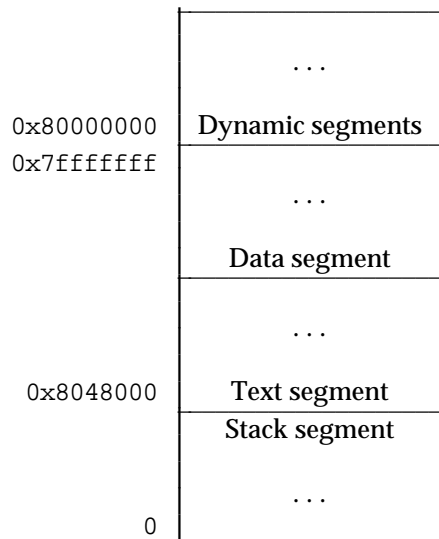 ...
0x80000000 Dynamic segments
0x7fffffff
...
Data segment
...
0x8048000 Text segment
Stack segment
...
0